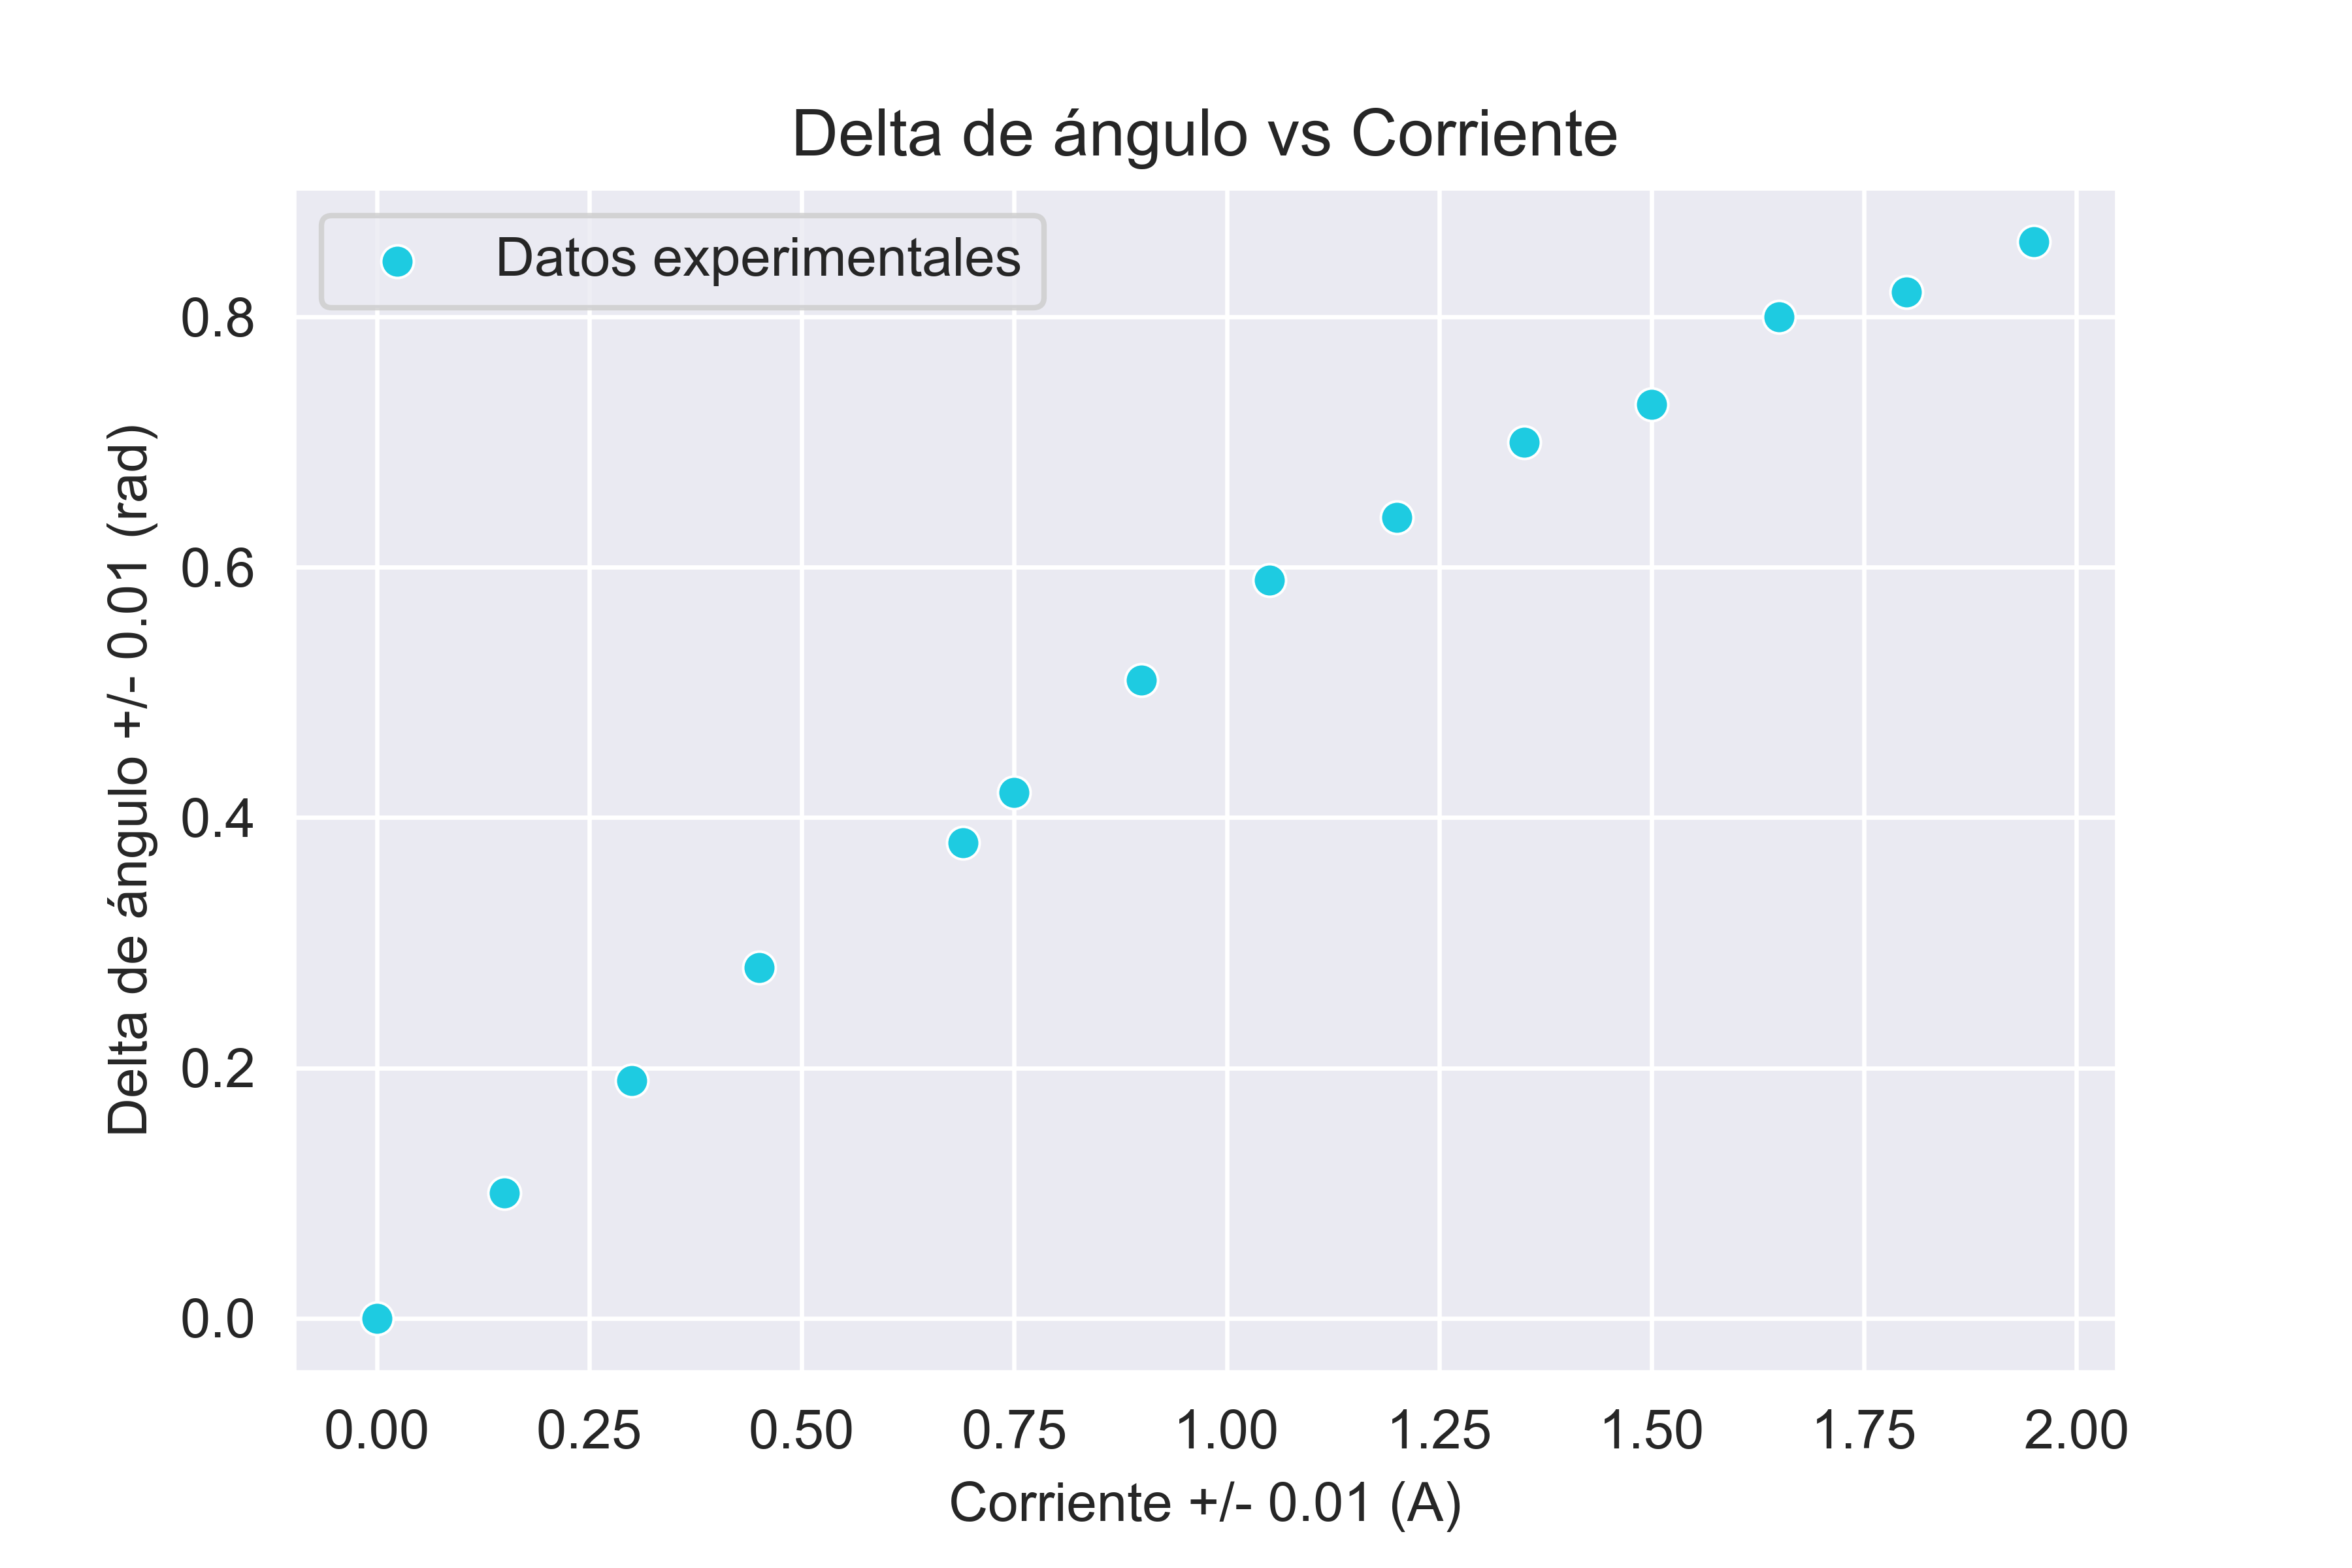 Delta de ángulo vs Corriente
Datos experimentales
Delta de ángulo +/- 0.01 (rad)
0.8
0.6
0.4
0.2
0.0
0.00 0.25 0.50 0.75 1.00 1.25 1.50 1.75 2.00
Corriente +/- 0.01 (A)